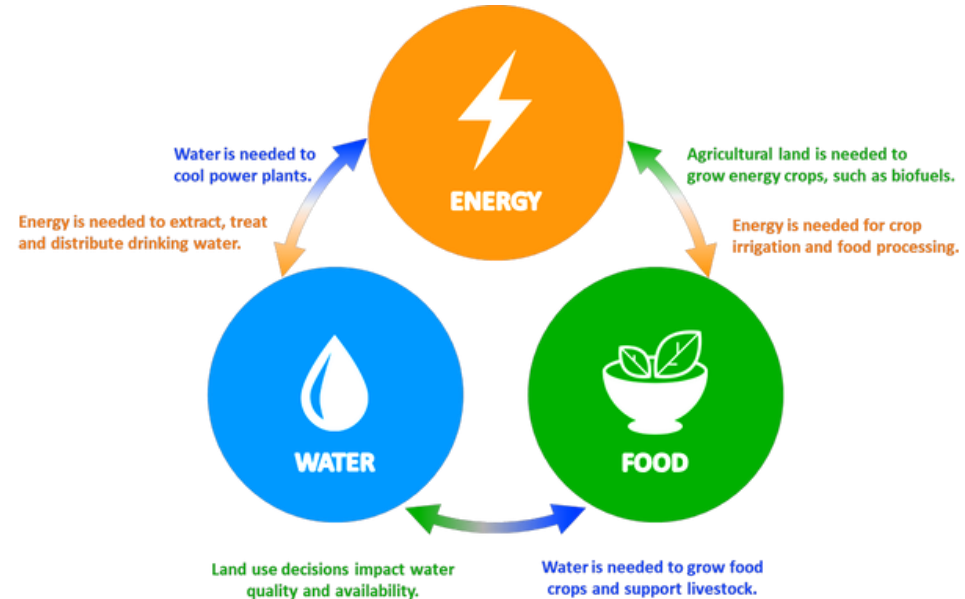 ENERGY
Water is needed to
cool power plants.
Energy is needed to extract, treat
and distribute drinking water.
Agricultural land is needed to
grow energy crops, such as biofuels.
Energy is needed for crop
irrigation and food processing.
WATER
FOOD
Land use decisions impact water
quality and availability.
Water is needed to grow food
crops and support livestock.